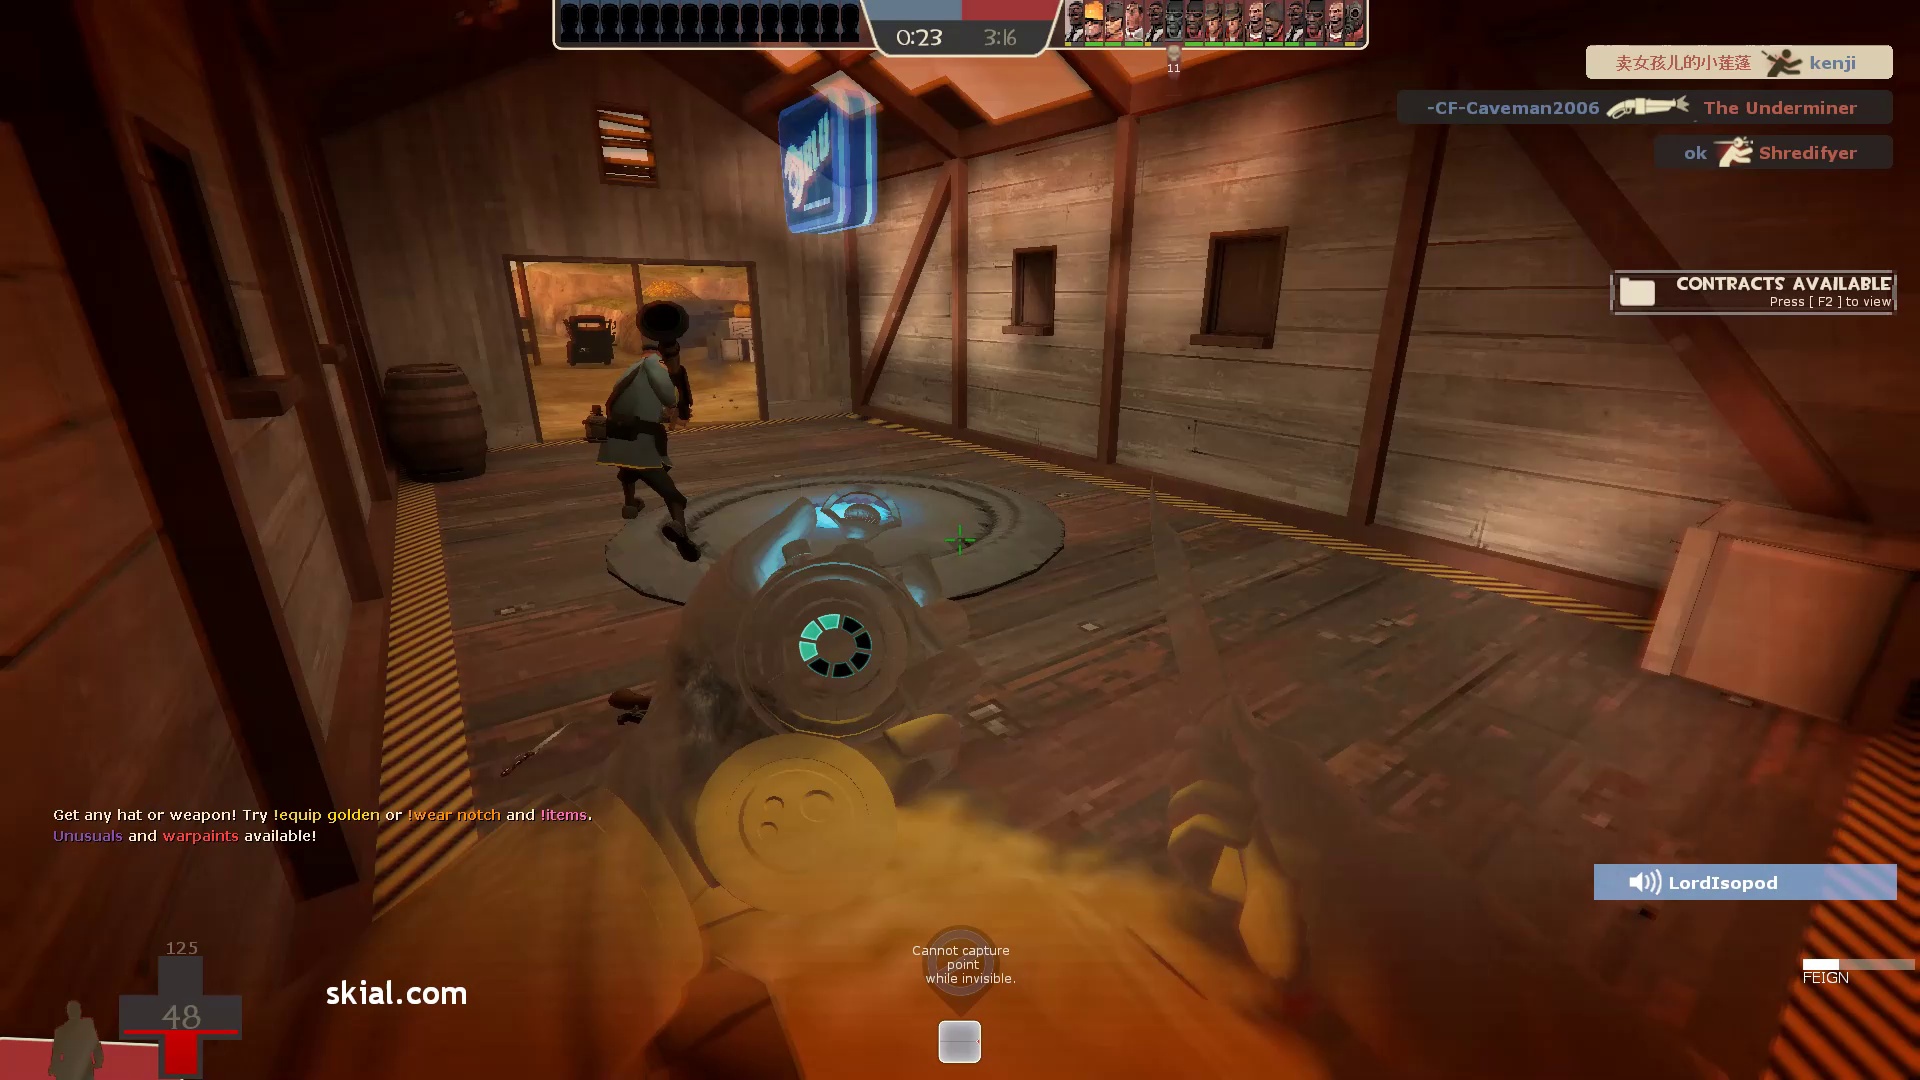 0:23 3:16
11
卖女孩儿的小莲蓬 kenji
-CF-Caveman2006 The Underminer
ok Shredifyer
CONTRACTS AVAILABLE
Press [ F2 ] to view
Get any hat or weapon! Try !equip golden or !wear notch and !items.
Unusuals and warpaints available!
LordIsopod
125
48
skial.com
Cannot capture
point
while invisible.
FEIGN